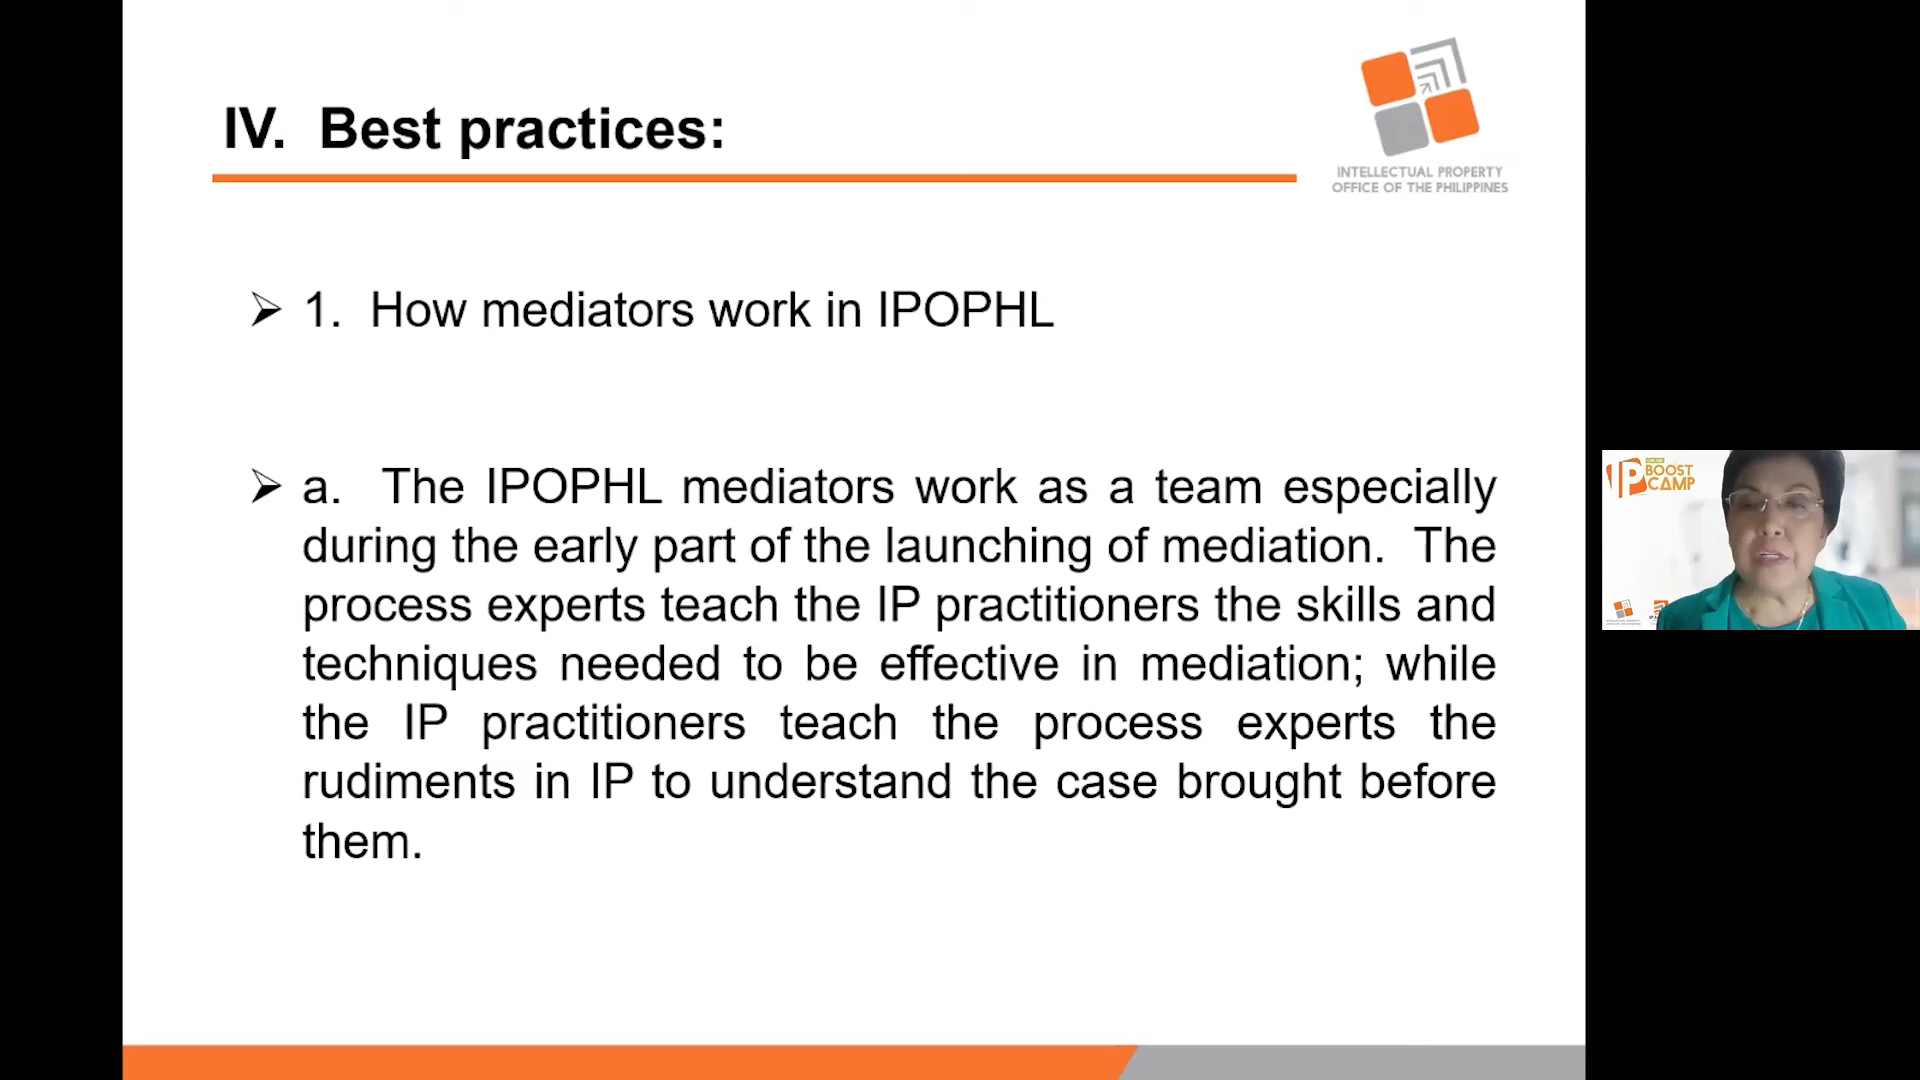 IV. Best practices:
INTELLECTUAL PROPERTY
OFFICE OF THE PHILIPPINES
➢ 1. How mediators work in IPOPHL
➢ a. The IPOPHL mediators work as a team especially
during the early part of the launching of mediation. The
process experts teach the IP practitioners the skills and
techniques needed to be effective in mediation; while
the IP practitioners teach the process experts the
rudiments in IP to understand the case brought before
them.
IP BOOST
CAMP